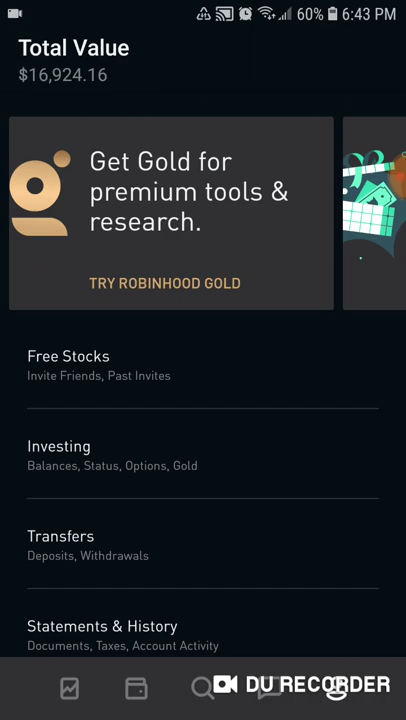 60% 6:43 PM
Total Value
$16,924.16
Get Gold for
premium tools &
research.
TRY ROBINHOOD GOLD
Free Stocks
Invite Friends, Past Invites
Investing
Balances, Status, Options, Gold
Transfers
Deposits, Withdrawals
Statements & History
Documents, Taxes, Account Activity
DU RECORDER